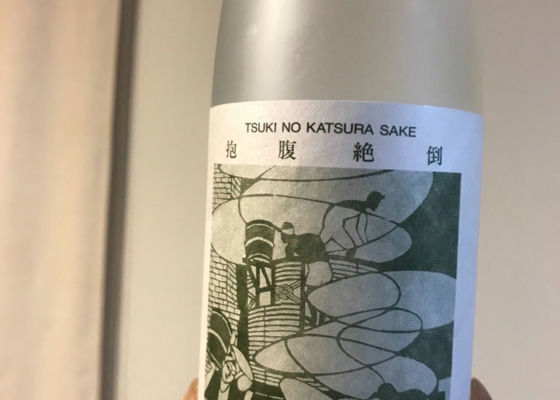 TSUKI NO KATSURA SAKE
抱腹絶倒